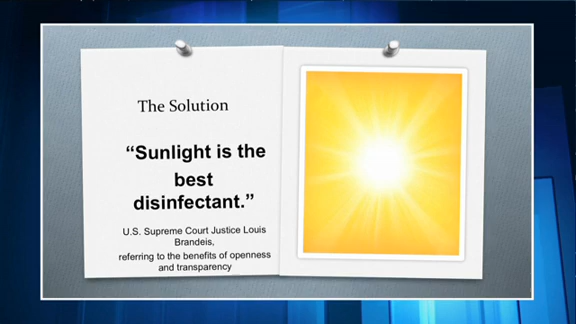 The Solution
“Sunlight is the
best
disinfectant.”
U.S. Supreme Court Justice Louis
Brandeis,
referring to the benefits of openness
and transparency